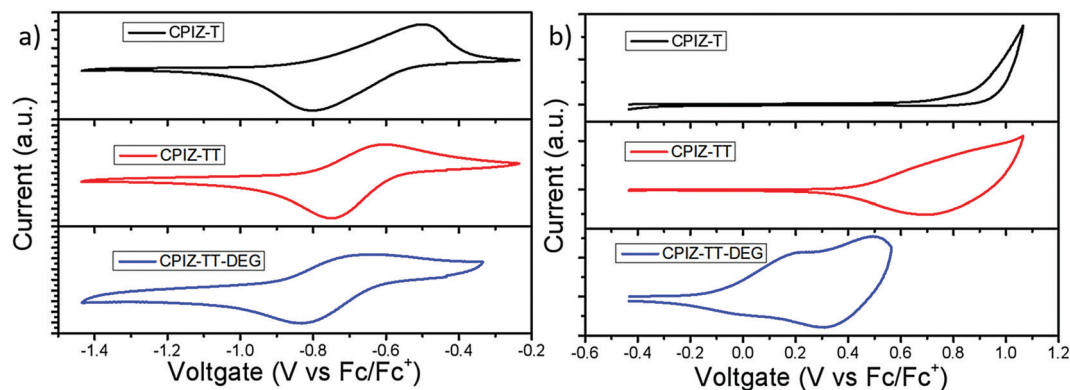 a)
CPIZ-T
CPIZ-TT
CPIZ-TT-DEG
Current (a.u.)
-1.4 -1.2 -1.0 -0.8 -0.6 -0.4 -0.2
Voltgate (V vs Fc/Fc⁺)
b)
CPIZ-T
CPIZ-TT
CPIZ-TT-DEG
Current (a.u.)
-0.6 -0.4 -0.2 0.0 0.2 0.4 0.6 0.8 1.0 1.2
Voltgate (V vs Fc/Fc⁺)